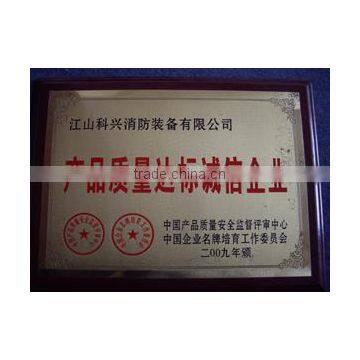 江山科兴消防装备有限公司
产品质量达标诚信企业
trade.cn
中国产品质量安全监督评审中心
中国企业名牌培育工作委员会
二00九年颁